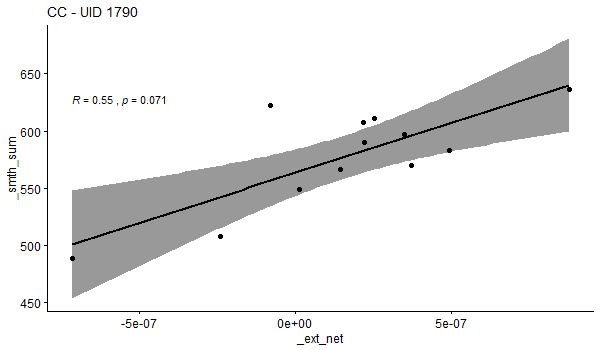 CC - UID 1790
R = 0.55 , p = 0.071
650
600
550
500
450
_smth_sum
-5e-07
0e+00
5e-07
_ext_net